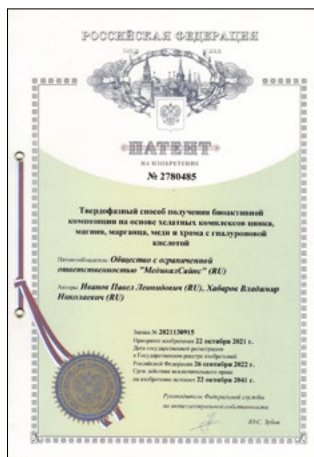 РОССИЙСКАЯ ФЕДЕРАЦИЯ
ПАТЕНТ
НА ИЗОБРЕТЕНИЕ
№ 2780485
Твердофазный способ получения биоактивной
композиции на основе хелатных комплексов цинка,
магния, марганца, меди и хрома с гиалуроновой
кислотой
Патентообладатель: Общество с ограниченной
ответственностью "МедикалСайнс" (RU)
Авторы: Иванов Павел Леонидович (RU), Хабаров Владимир
Николаевич (RU)
Заявка № 2021130915
Приоритет изобретения 22 октября 2021 г.
Дата государственной регистрации
в Государственном реестре изобретений
Российской Федерации 26 сентября 2022 г.
Срок действия исключительного права
на изобретение истекает 22 октября 2041 г.
Руководитель Федеральной службы
по интеллектуальной собственности
Ю.С. Зубов